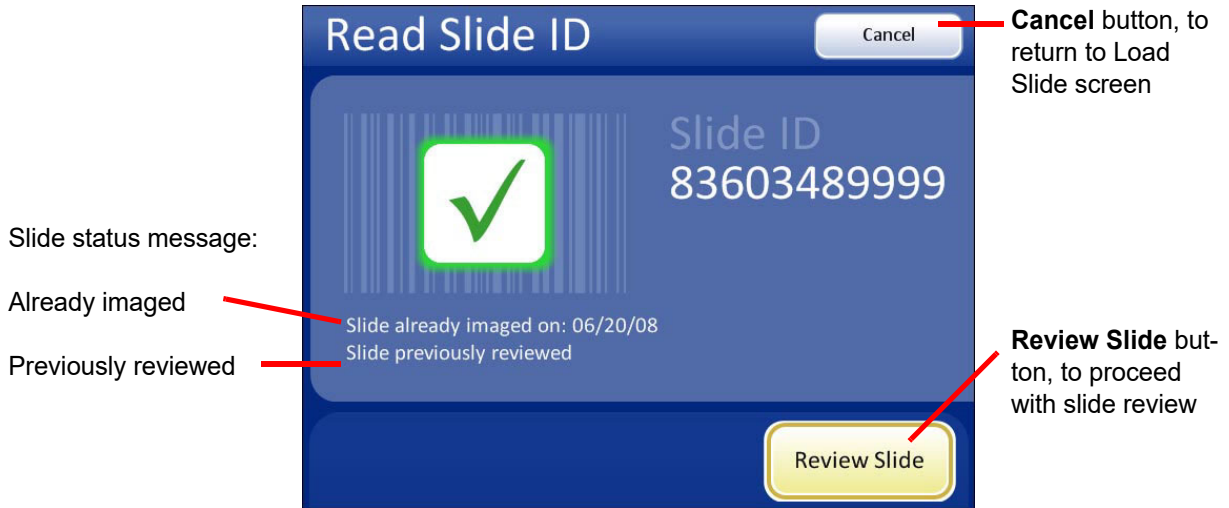 Read Slide ID
Cancel
Cancel button, to
return to Load
Slide screen
Slide ID
83603489999
Slide status message:
Already imaged
Previously reviewed
Slide already imaged on: 06/20/08
Slide previously reviewed
Review Slide but-
ton, to proceed
with slide review
Review Slide